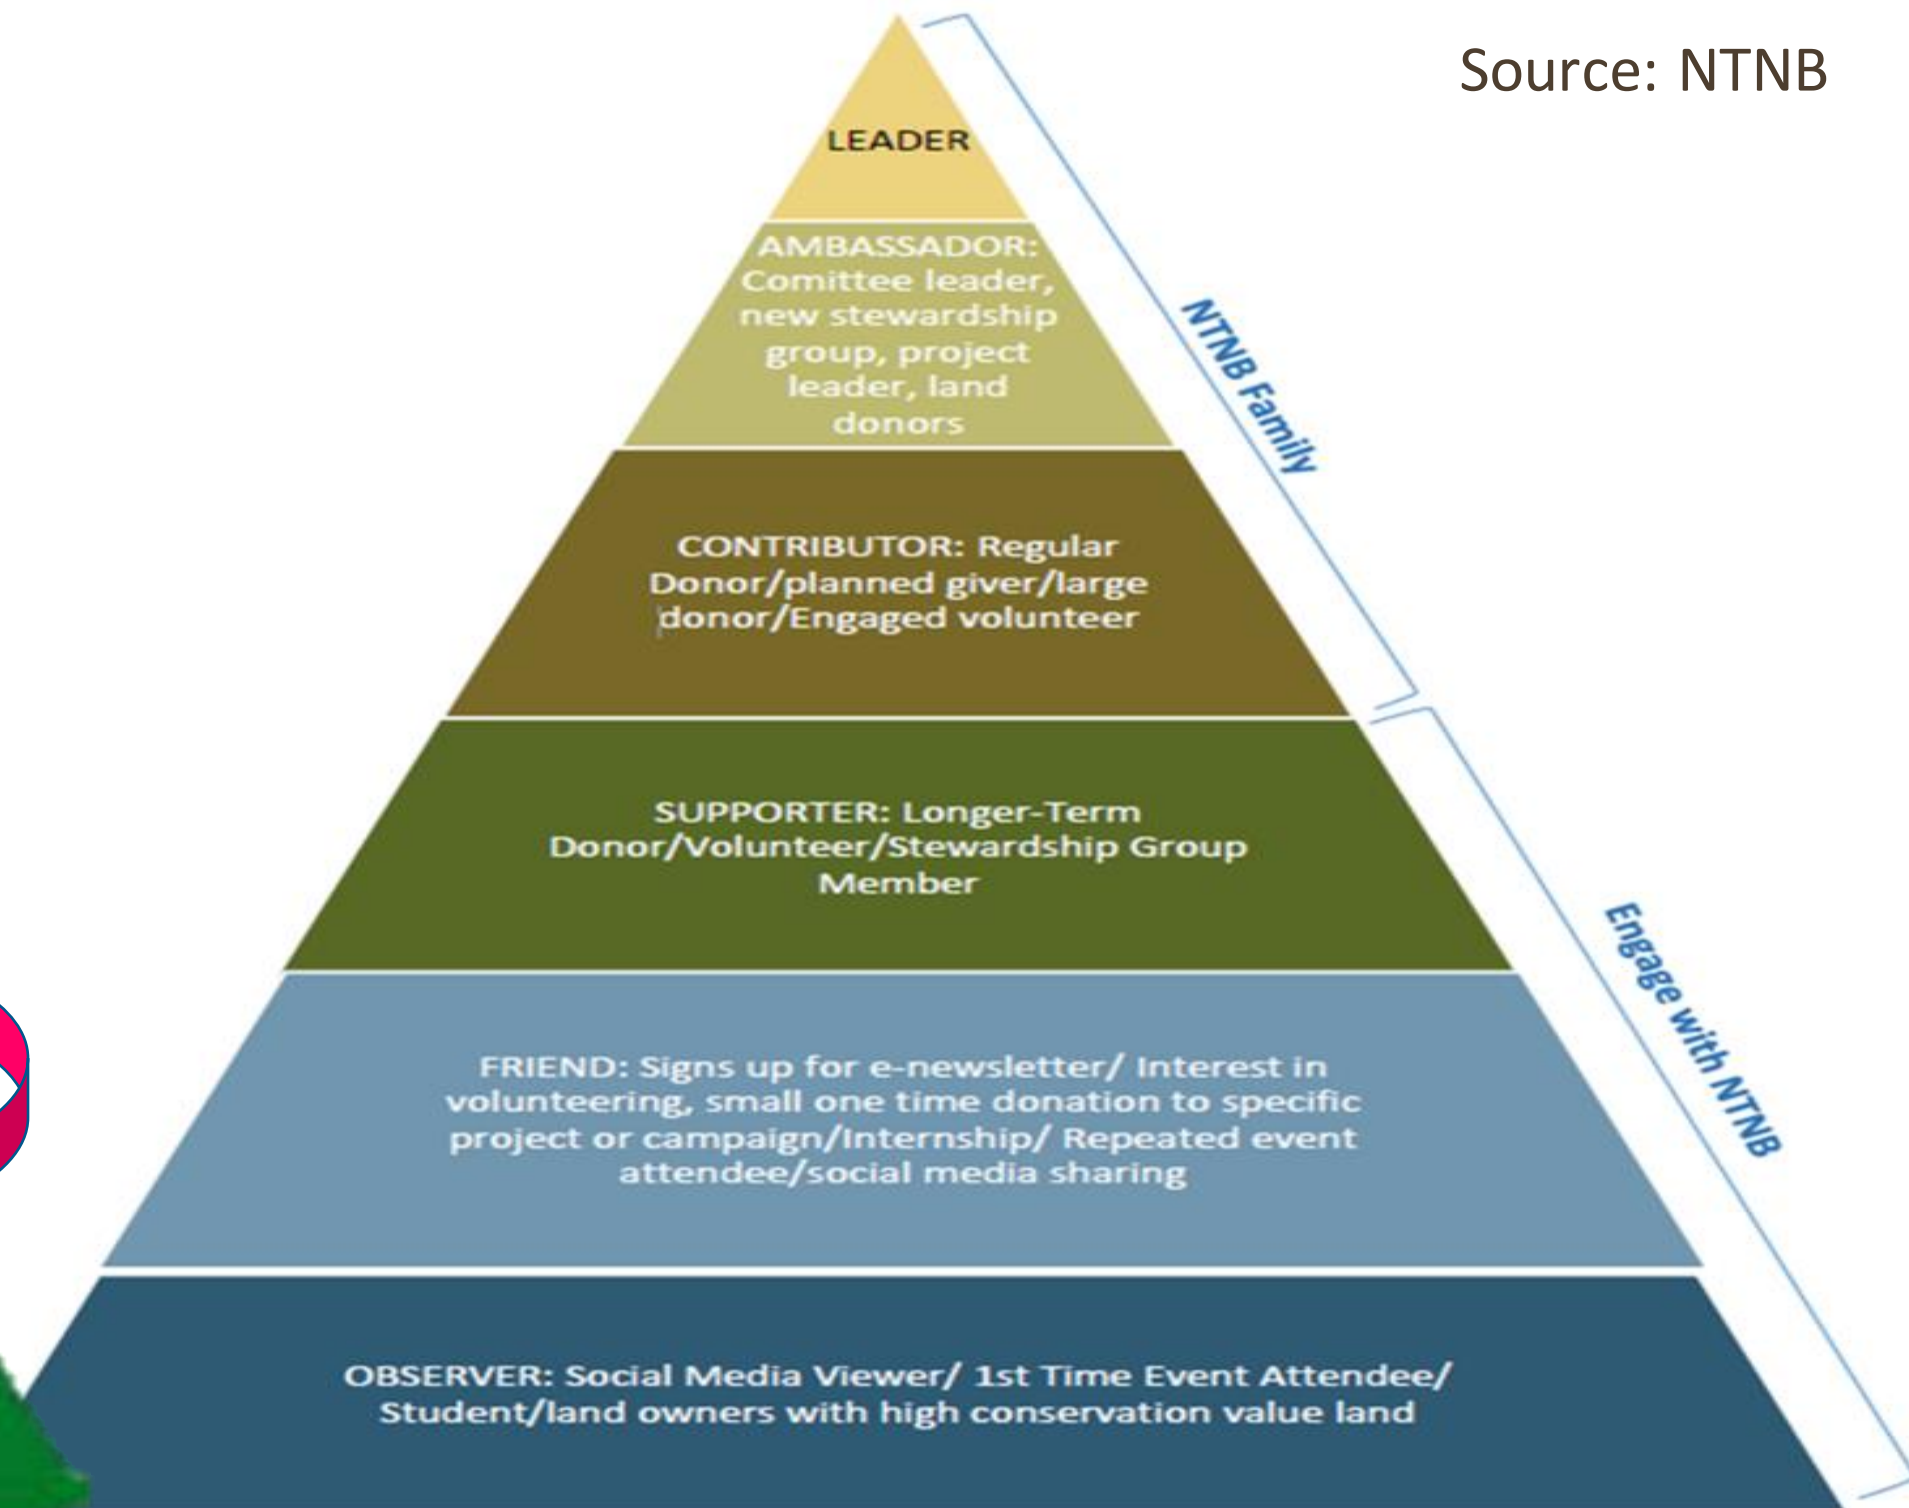 Source: NTNB
LEADER
AMBASSADOR:
Comittee leader,
new stewardship
group, project
leader, land
donors
NTNB Family
CONTRIBUTOR: Regular
Donor/planned giver/large
donor/Engaged volunteer
SUPPORTER: Longer-Term
Donor/Volunteer/Stewardship Group
Member
Engage with NTNB
FRIEND: Signs up for e-newsletter/ Interest in
volunteering, small one time donation to specific
project or campaign/Internship/ Repeated event
attendee/social media sharing
OBSERVER: Social Media Viewer/ 1st Time Event Attendee/
Student/land owners with high conservation value land